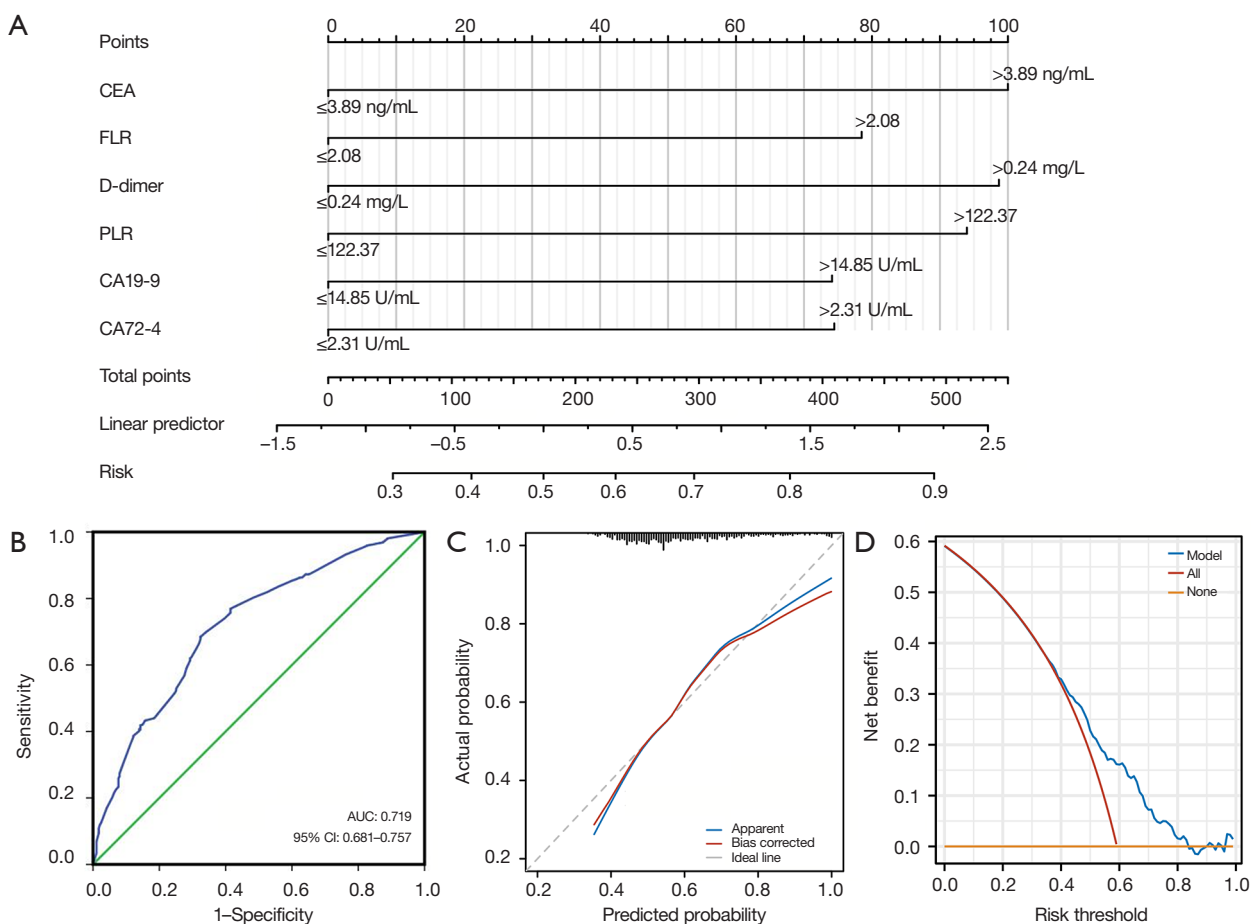 A
Points 0 20 40 60 80 100
CEA >3.89 ng/mL
≤3.89 ng/mL
FLR >2.08
≤2.08
D-dimer >0.24 mg/L
≤0.24 mg/L
PLR >122.37
≤122.37
CA19-9 >14.85 U/mL
≤14.85 U/mL
CA72-4 >2.31 U/mL
≤2.31 U/mL
Total points
0 100 200 300 400 500
Linear predictor
−1.5 −0.5 0.5 1.5 2.5
Risk
0.3 0.4 0.5 0.6 0.7 0.8 0.9
B
Sensitivity
1.0
0.8
0.6
0.4
0.2
0.0
AUC: 0.719
95% CI: 0.681–0.757
0.0 0.2 0.4 0.6 0.8 1.0
1–Specificity
C
Actual probability
1.0
0.8
0.6
0.4
0.2
Apparent
Bias corrected
Ideal line
0.2 0.4 0.6 0.8 1.0
Predicted probability
D
Net benefit
0.6
0.5
0.4
0.3
0.2
0.1
0.0
Model
All
None
0.0 0.2 0.4 0.6 0.8 1.0
Risk threshold